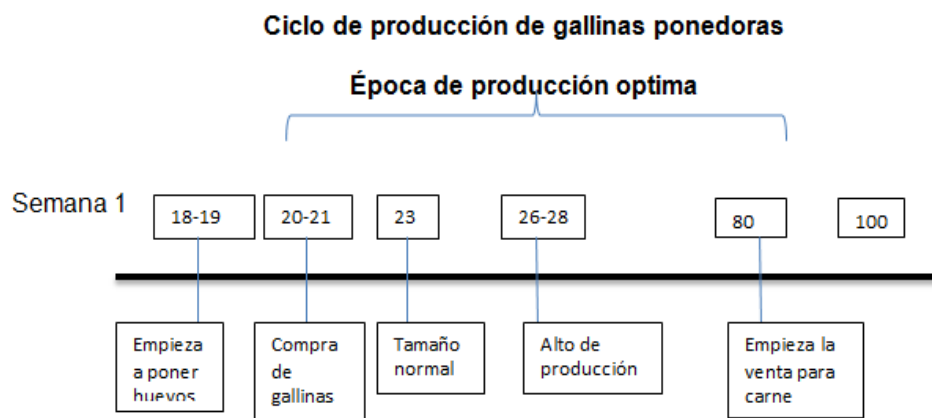 Ciclo de producción de gallinas ponedoras
Época de producción optima
Semana 1
18-19
20-21
23
26-28
80
100
Empieza
a poner
huevos
Compra
de
gallinas
Tamaño
normal
Alto de
producción
Empieza la
venta para
carne